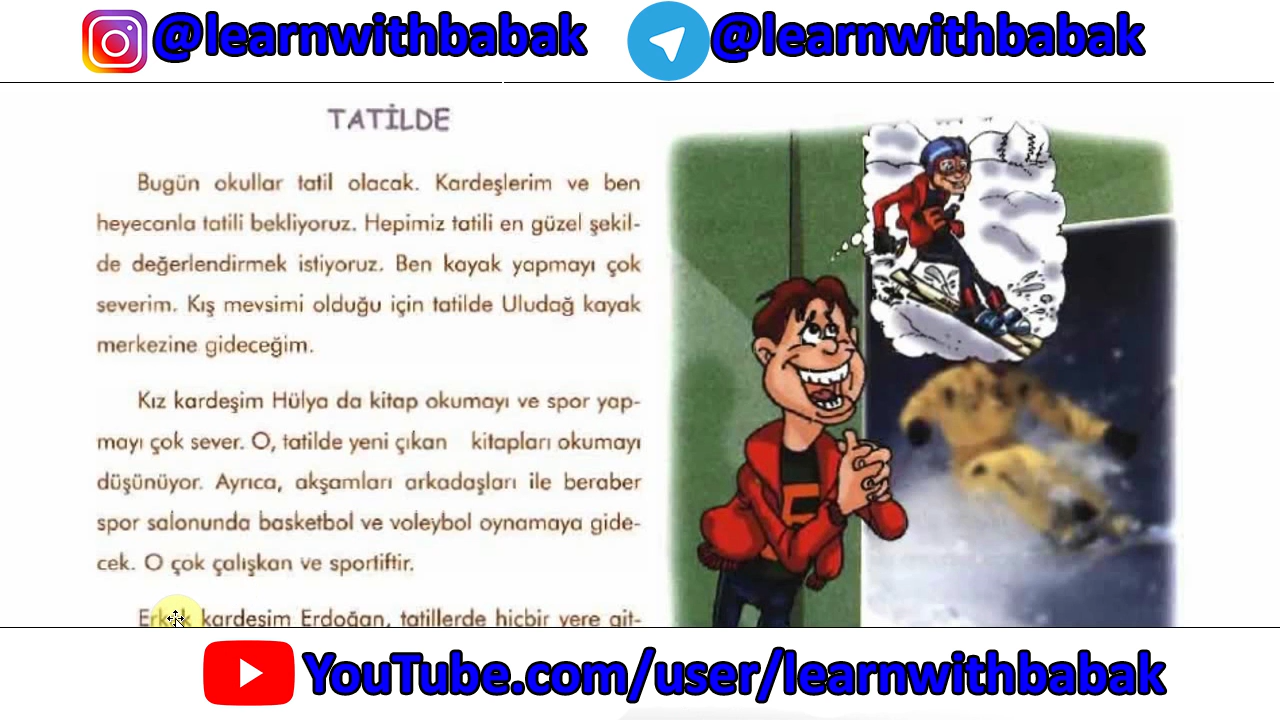 @learnwithbabak @learnwithbabak
TATİLDE
Bugün okullar tatil olacak. Kardeşlerim ve ben
heyecanla tatili bekliyoruz. Hepimiz tatili en güzel şekil-
de değerlendirmek istiyoruz. Ben kayak yapmayı çok
severim. Kış mevsimi olduğu için tatilde Uludağ kayak
merkezine gideceğim.
Kız kardeşim Hülya da kitap okumayı ve spor yap-
mayı çok sever. O, tatilde yeni çıkan kitapları okumayı
düşünüyor. Ayrıca, akşamları arkadaşları ile beraber
spor salonunda basketbol ve voleybol oynamaya gide-
cek. O çok çalışkan ve sportiftir.
Erkek kardeşim Erdoğan, tatillerde hiçbir yere git-
YouTube.com/user/learnwithbabak